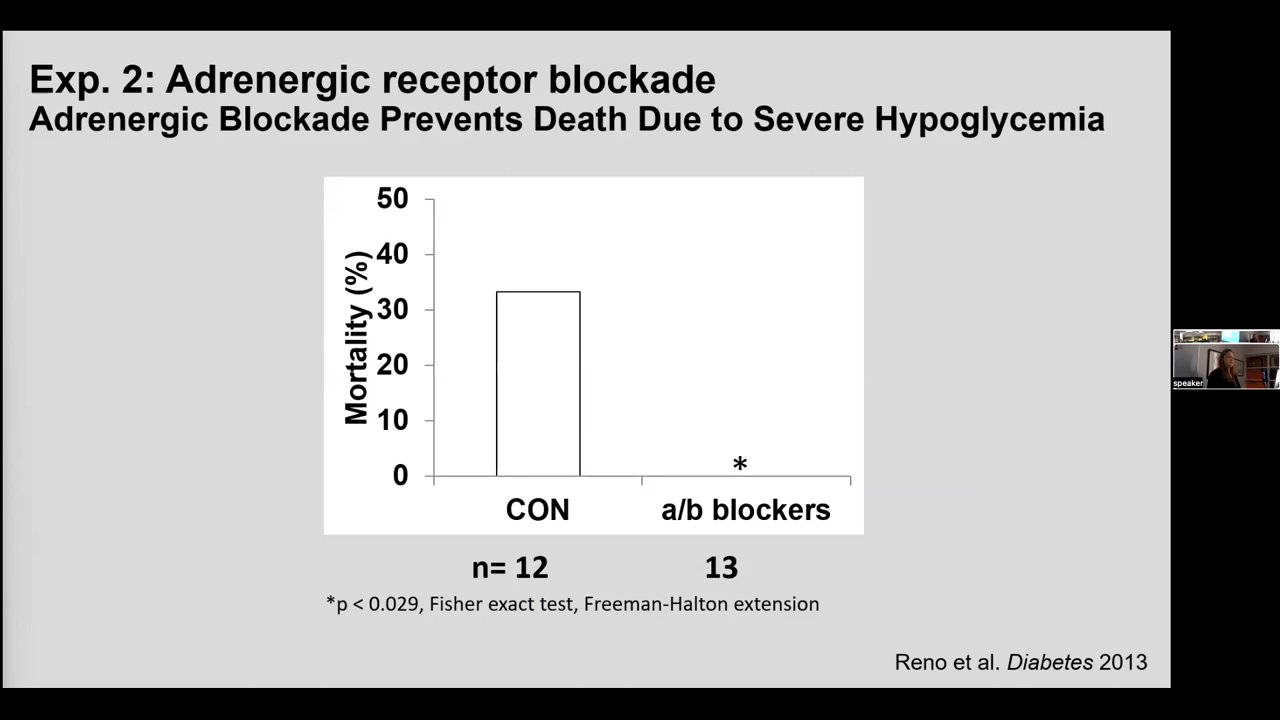 Exp. 2: Adrenergic receptor blockade
Adrenergic Blockade Prevents Death Due to Severe Hypoglycemia
Mortality (%)
50
40
30
20
10
0
*
CON a/b blockers
n= 12 13
*p < 0.029, Fisher exact test, Freeman-Halton extension
Reno et al. Diabetes 2013
speaker